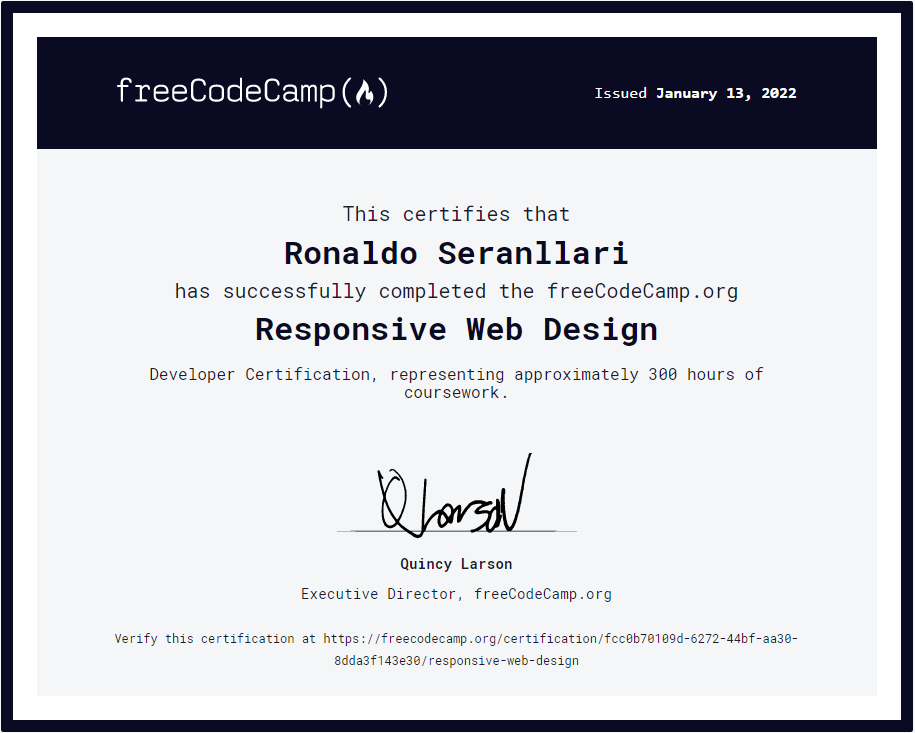 freeCodeCamp
Issued January 13, 2022
This certifies that
Ronaldo Seranllari
has successfully completed the freeCodeCamp.org
Responsive Web Design
Developer Certification, representing approximately 300 hours of
coursework.
Q Larson
Quincy Larson
Executive Director, freeCodeCamp.org
Verify this certification at https://freecodecamp.org/certification/fcc0b70109d-6272-44bf-aa30-
8dda3f143e30/responsive-web-design